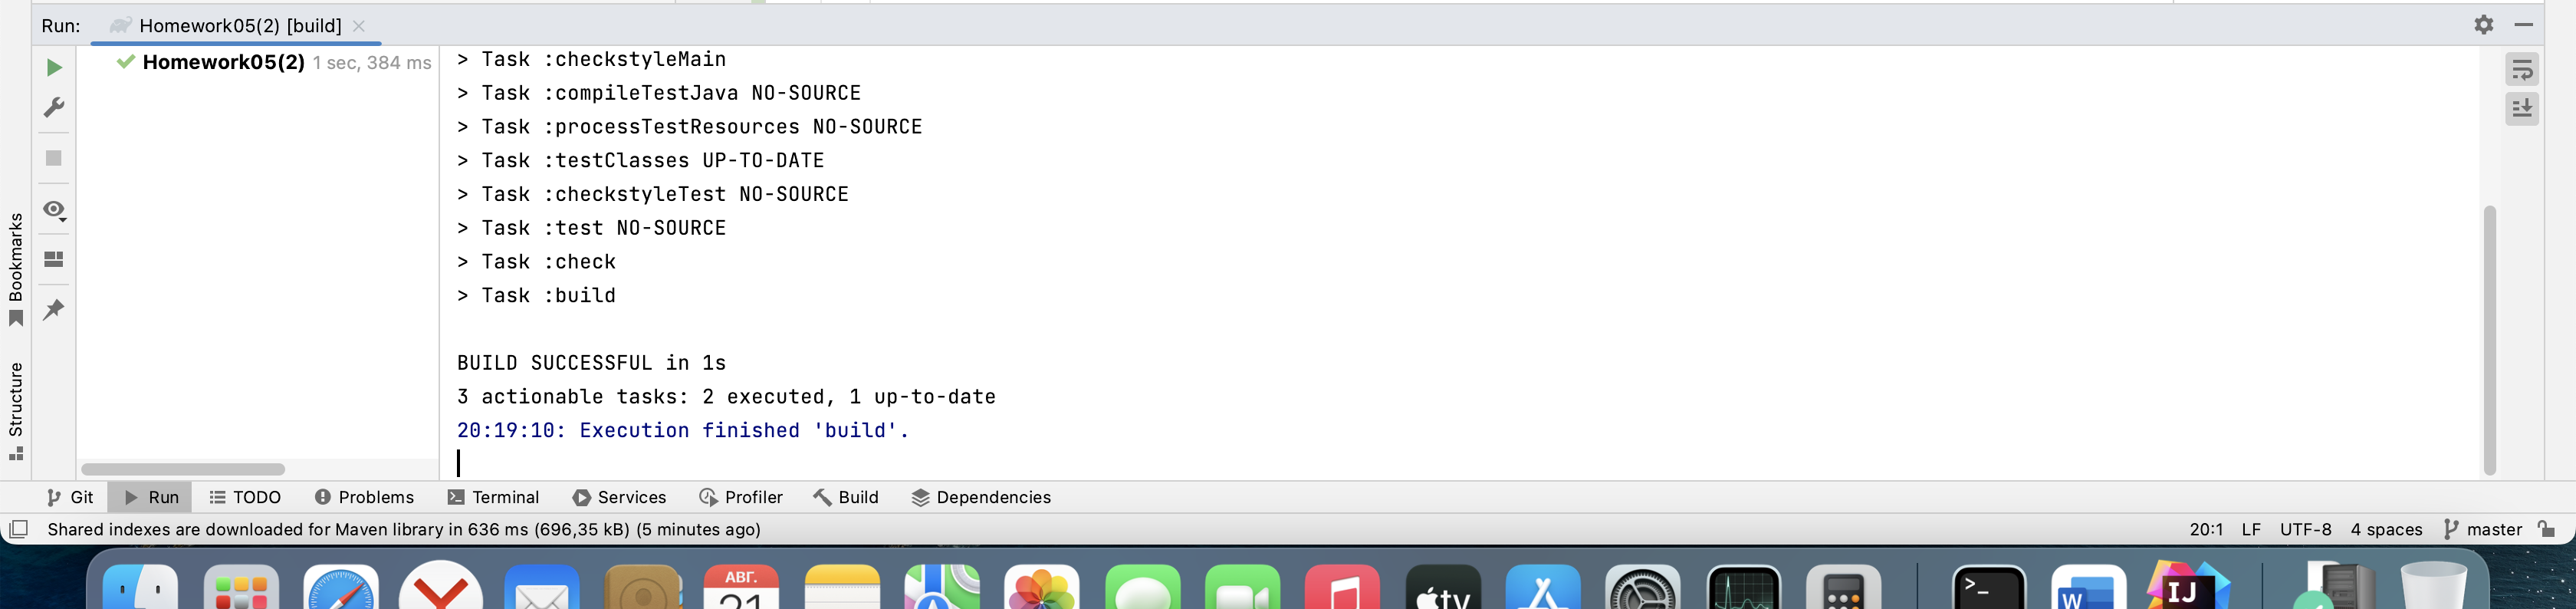 Run: Homework05(2) [build]
Homework05(2) 1 sec, 384 ms
> Task :checkstyleMain
> Task :compileTestJava NO-SOURCE
> Task :processTestResources NO-SOURCE
> Task :testClasses UP-TO-DATE
> Task :checkstyleTest NO-SOURCE
> Task :test NO-SOURCE
> Task :check
> Task :build
BUILD SUCCESSFUL in 1s
3 actionable tasks: 2 executed, 1 up-to-date
20:19:10: Execution finished 'build'.
Bookmarks
Structure
Git Run TODO Problems Terminal Services Profiler Build Dependencies
Shared indexes are downloaded for Maven library in 636 ms (696,35 kB) (5 minutes ago) 20:1 LF UTF-8 4 spaces master
АВГ.
21
tv
>_
W
IJ